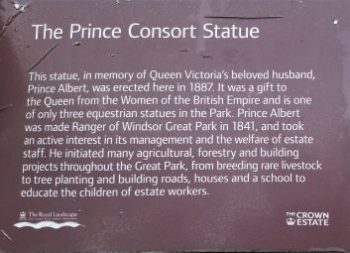 The Prince Consort Statue
This statue, in memory of Queen Victoria's beloved husband,
Prince Albert, was erected here in 1887. It was a gift to
the Queen from the Women of the British Empire and is one
of only three equestrian statues in the Park. Prince Albert
was made Ranger of Windsor Great Park in 1841, and took
an active interest in its management and the welfare of estate
staff. He initiated many agricultural, forestry and building
projects throughout the Great Park, from breeding rare livestock
to tree planting and building roads, houses and a school to
educate the children of estate workers.
The Royal Landscape
THE CROWN
ESTATE